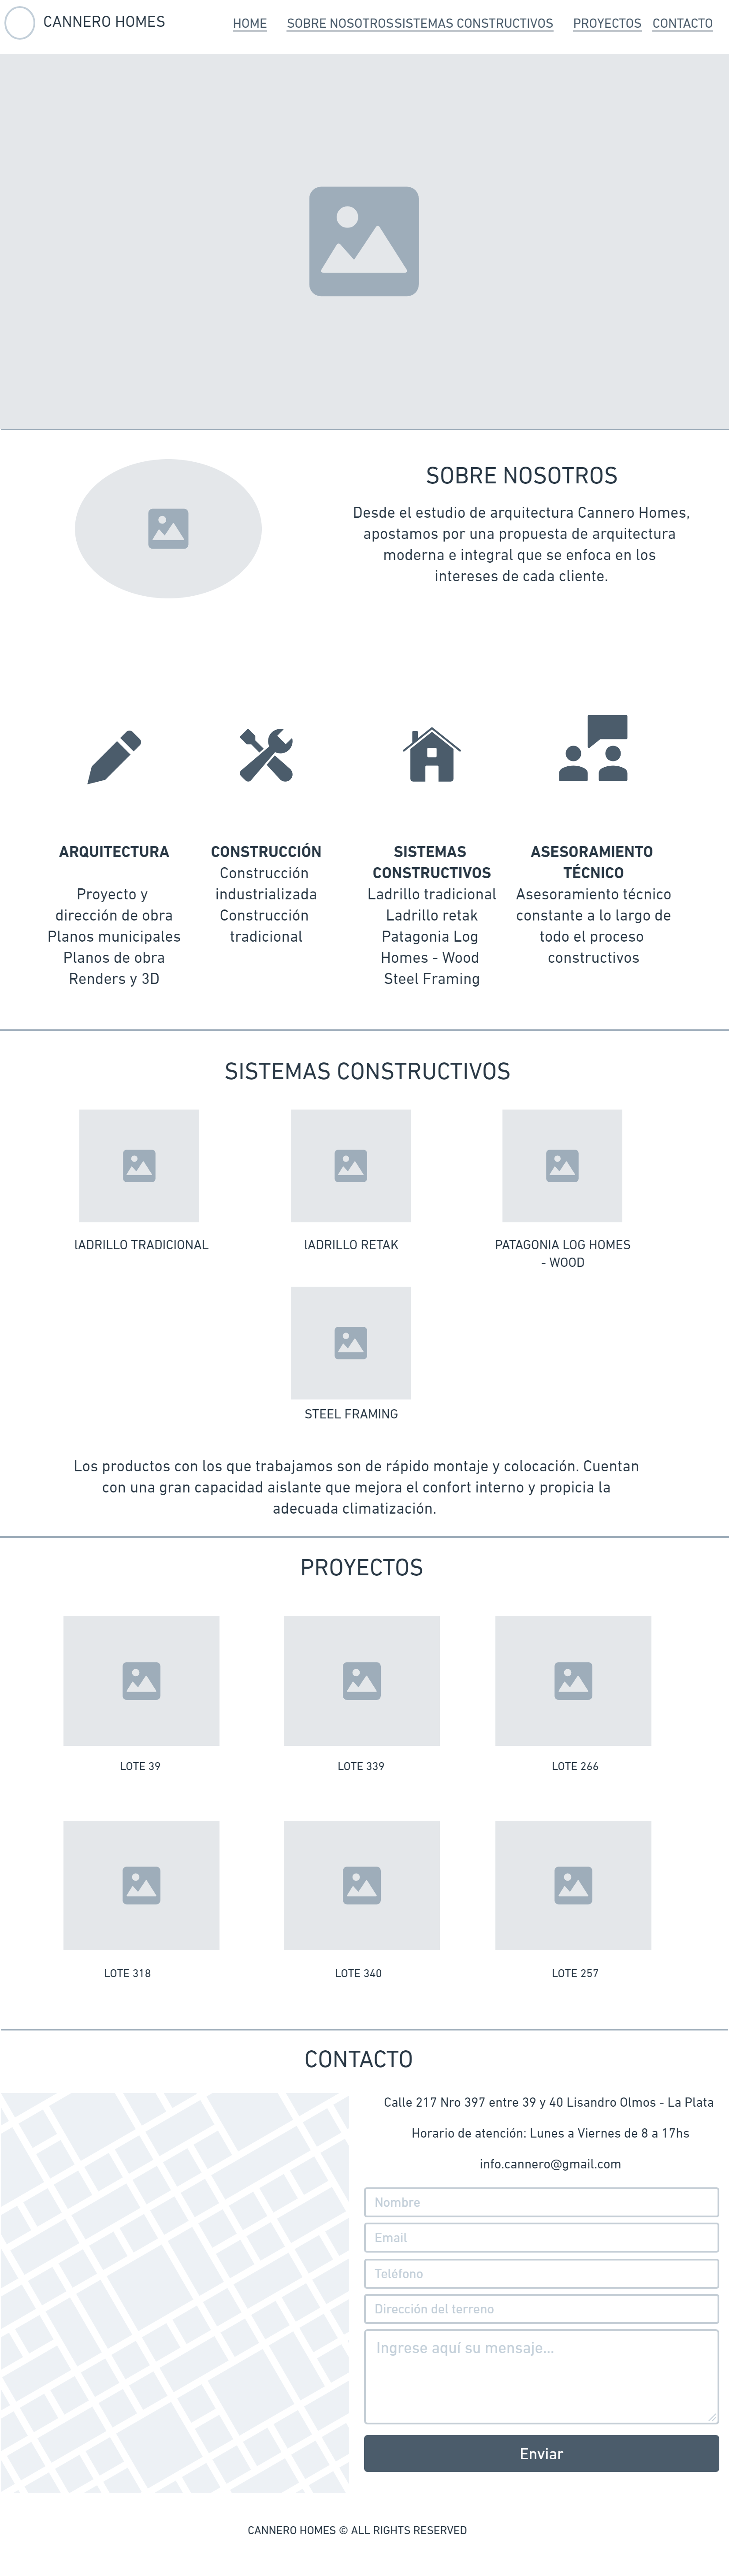 CANNERO HOMES
HOME SOBRE NOSOTROS SISTEMAS CONSTRUCTIVOS PROYECTOS CONTACTO
SOBRE NOSOTROS
Desde el estudio de arquitectura Cannero Homes,
apostamos por una propuesta de arquitectura
moderna e integral que se enfoca en los
intereses de cada cliente.
ARQUITECTURA
Proyecto y
dirección de obra
Planos municipales
Planos de obra
Renders y 3D
CONSTRUCCIÓN
Construcción
industrializada
Construcción
tradicional
SISTEMAS
CONSTRUCTIVOS
Ladrillo tradicional
Ladrillo retak
Patagonia Log
Homes - Wood
Steel Framing
ASESORAMIENTO
TÉCNICO
Asesoramiento técnico
constante a lo largo de
todo el proceso
constructivos
SISTEMAS CONSTRUCTIVOS
lADRILLO TRADICIONAL
lADRILLO RETAK
PATAGONIA LOG HOMES
- WOOD
STEEL FRAMING
Los productos con los que trabajamos son de rápido montaje y colocación. Cuentan
con una gran capacidad aislante que mejora el confort interno y propicia la
adecuada climatización.
PROYECTOS
LOTE 39
LOTE 339
LOTE 266
LOTE 318
LOTE 340
LOTE 257
CONTACTO
Calle 217 Nro 397 entre 39 y 40 Lisandro Olmos - La Plata
Horario de atención: Lunes a Viernes de 8 a 17hs
info.cannero@gmail.com
Nombre
Email
Teléfono
Dirección del terreno
Ingrese aquí su mensaje...
Enviar
CANNERO HOMES © ALL RIGHTS RESERVED